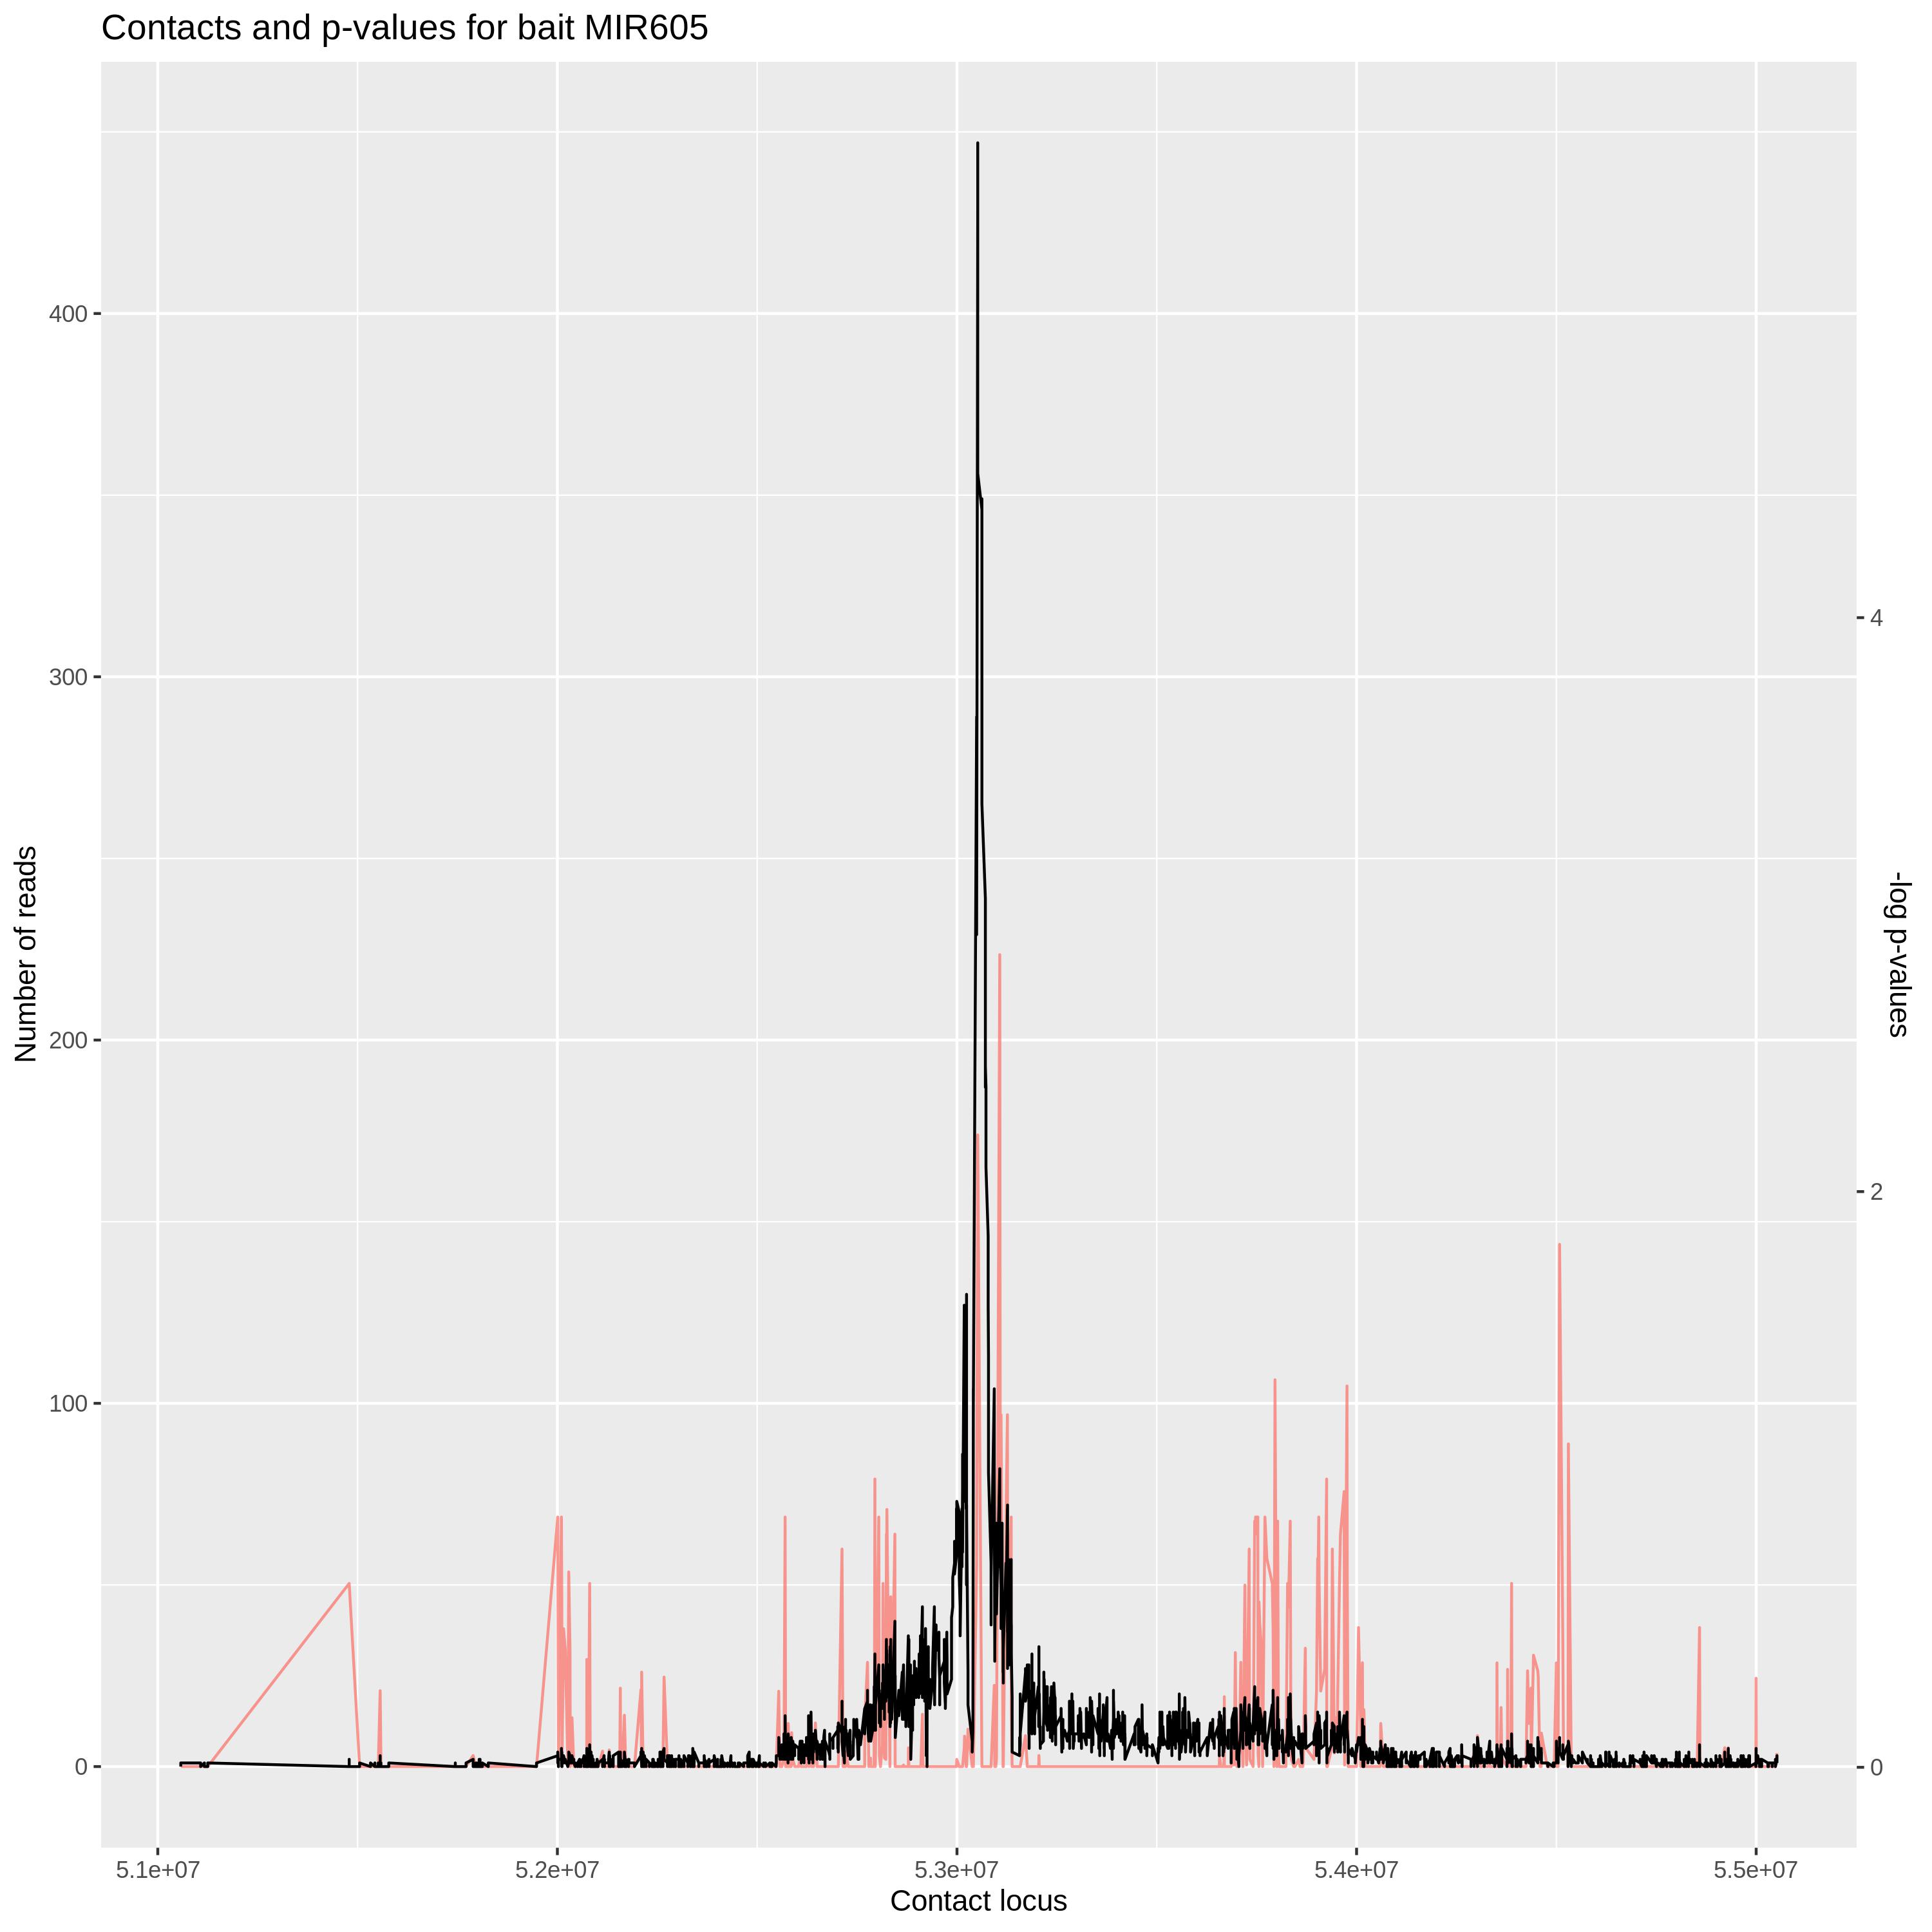 Contacts and p-values for bait MIR605
400
300
200
100
0
Number of reads
4
2
0
-log p-values
5.1e+07 5.2e+07 5.3e+07 5.4e+07 5.5e+07
Contact locus